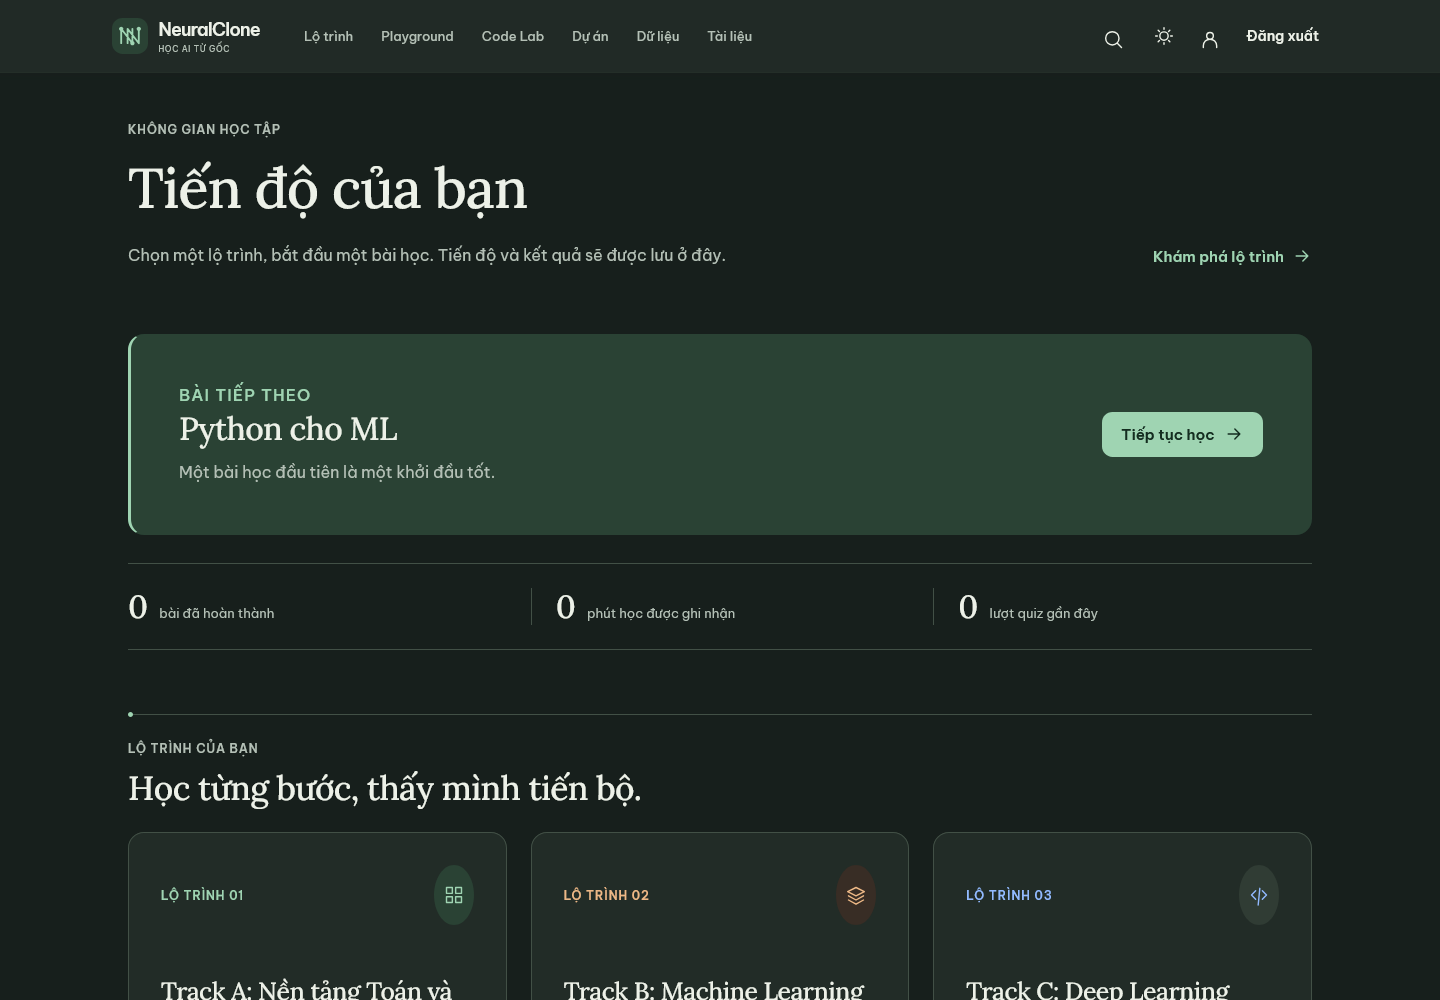 NeuralClone
HỌC AI TỪ GỐC
Lộ trình
Playground
Code Lab
Dự án
Dữ liệu
Tài liệu
Đăng xuất
KHÔNG GIAN HỌC TẬP
Tiến độ của bạn
Chọn một lộ trình, bắt đầu một bài học. Tiến độ và kết quả sẽ được lưu ở đây.
Khám phá lộ trình
BÀI TIẾP THEO
Python cho ML
Một bài học đầu tiên là một khởi đầu tốt.
Tiếp tục học
0 bài đã hoàn thành
0 phút học được ghi nhận
0 lượt quiz gần đây
LỘ TRÌNH CỦA BẠN
Học từng bước, thấy mình tiến bộ.
LỘ TRÌNH 01
LỘ TRÌNH 02
LỘ TRÌNH 03
Track A: Nền tảng Toán và
Track B: Machine Learning
Track C: Deep Learning